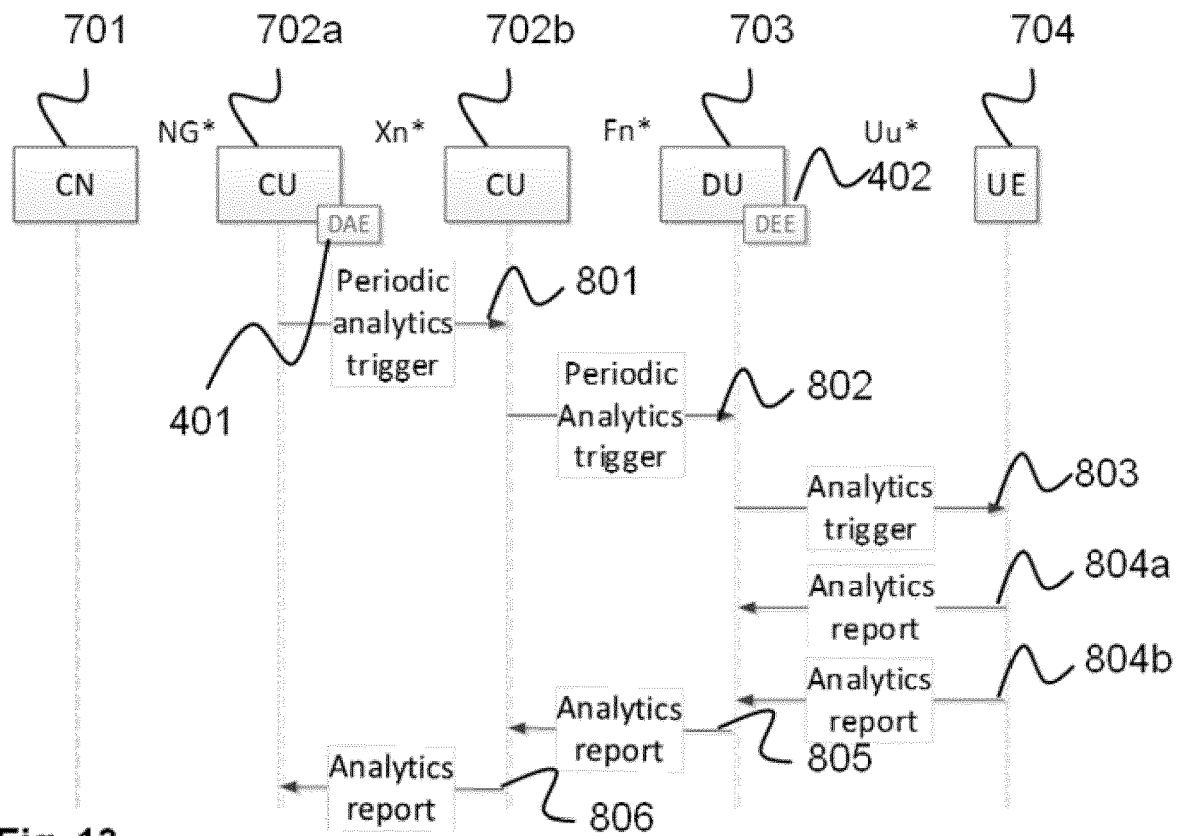 701 702a 702b 703 704
NG* Xn* Fn* Uu*
CN CU CU DU UE
402
DAE DEE
Periodic
analytics
trigger
801
401
Periodic
Analytics
trigger
802
Analytics
trigger
803
Analytics
report
804a
Analytics
report
804b
Analytics
report
805
Analytics
report
806